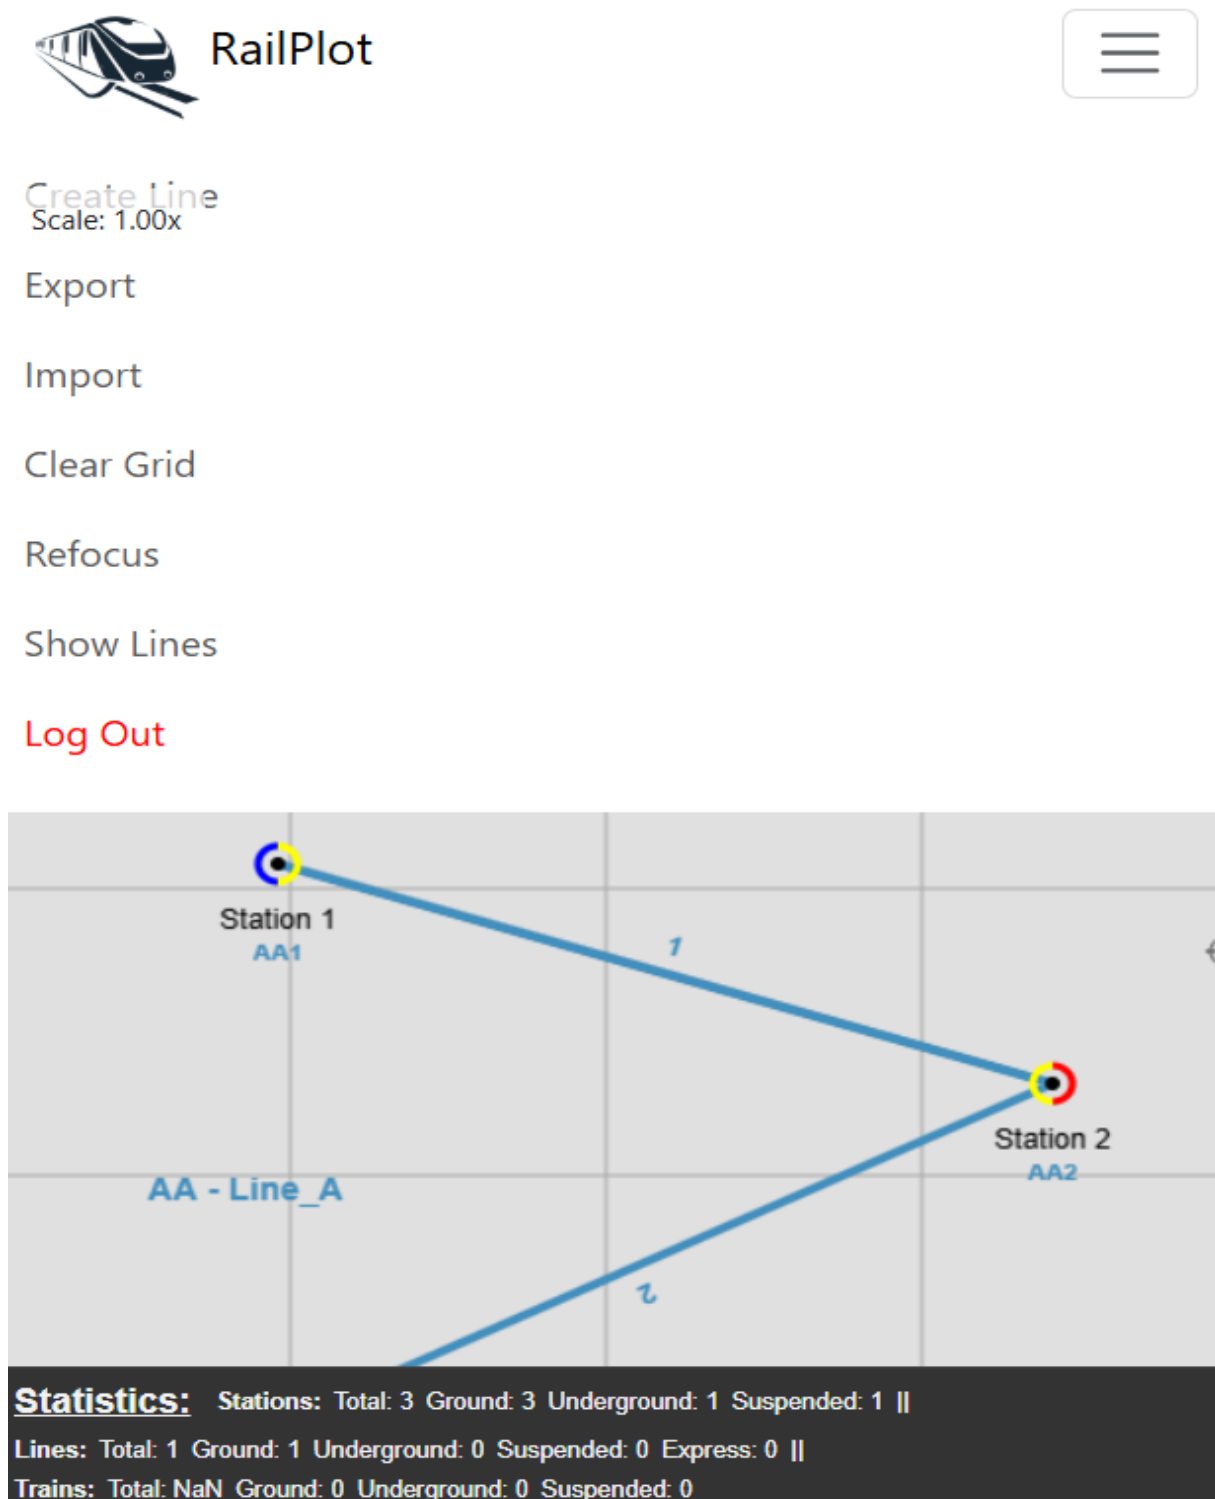 RailPlot
Create Line
Scale: 1.00x
Export
Import
Clear Grid
Refocus
Show Lines
Log Out
Station 1
AA1
1
Station 2
AA2
AA - Line_A
2
Statistics: Stations: Total: 3 Ground: 3 Underground: 1 Suspended: 1 ||
Lines: Total: 1 Ground: 1 Underground: 0 Suspended: 0 Express: 0 ||
Trains: Total: NaN Ground: 0 Underground: 0 Suspended: 0